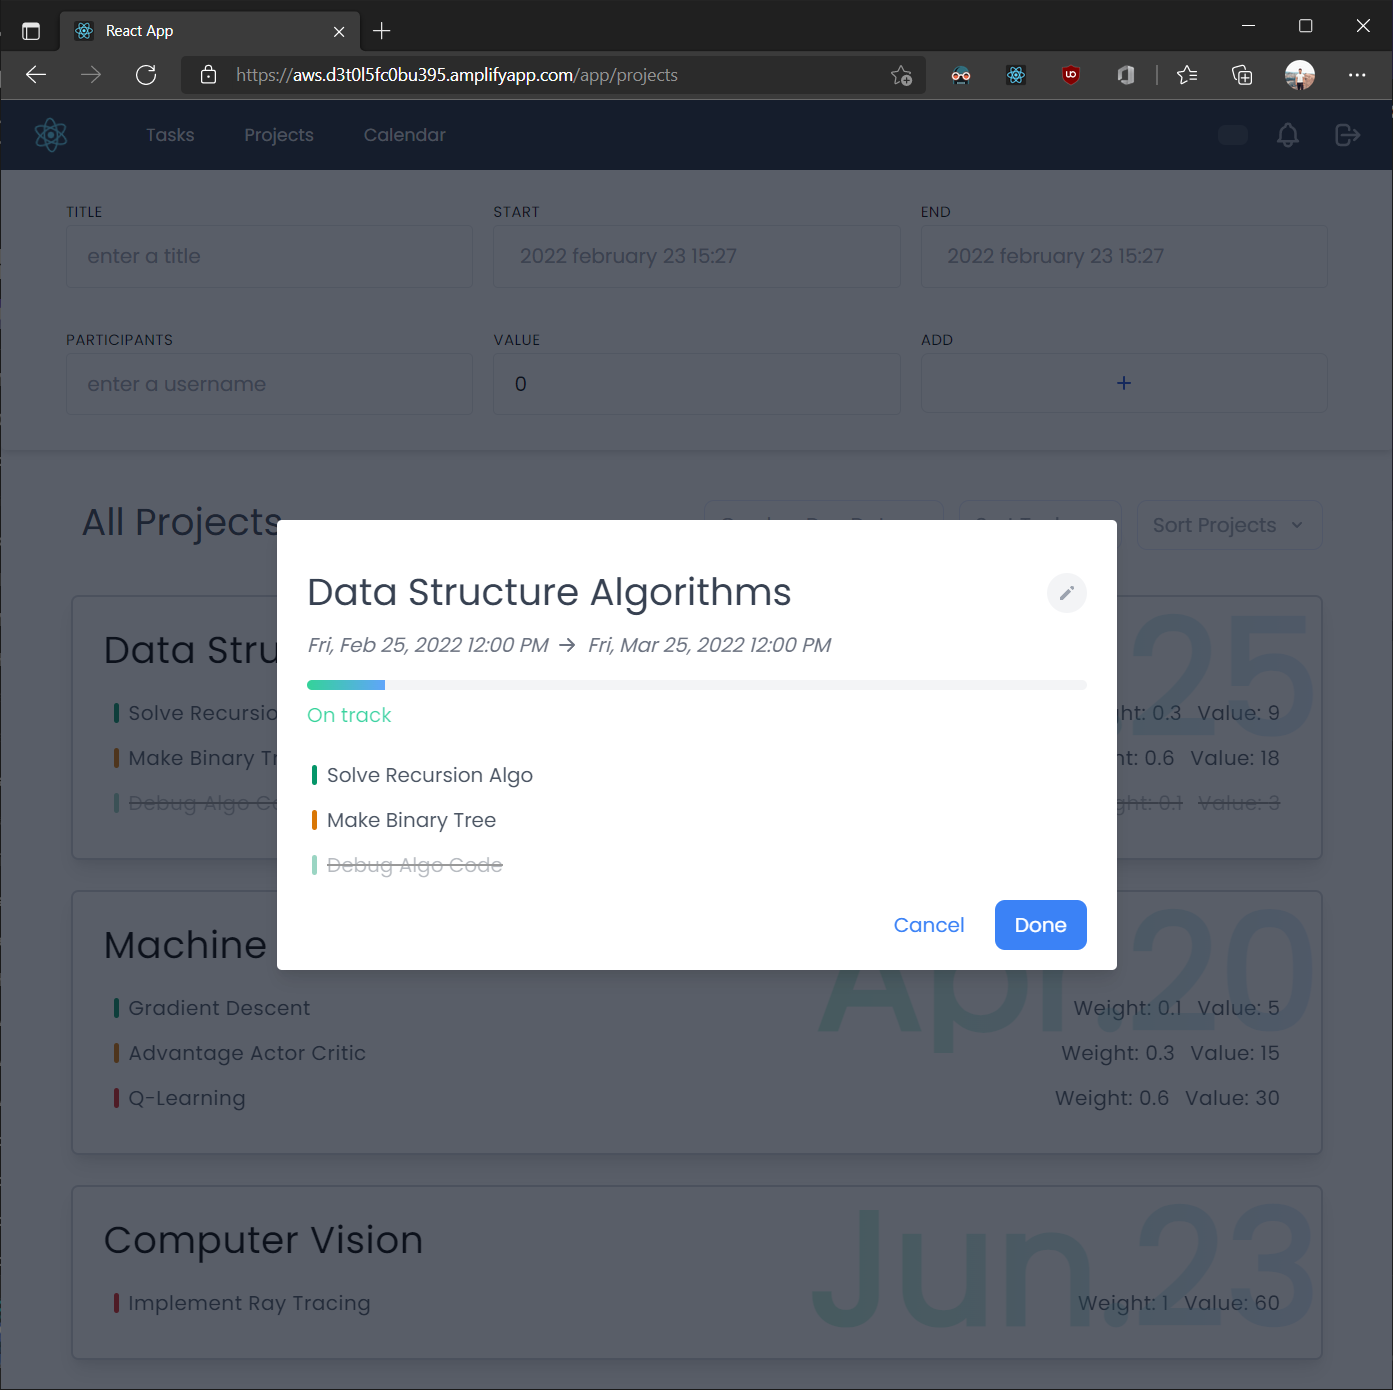 React App
https://aws.d3t0l5fc0bu395.amplifyapp.com/app/projects
Tasks Projects Calendar
TITLE START END
enter a title 2022 february 23 15:27 2022 february 23 15:27
PARTICIPANTS VALUE ADD
enter a username 0 +
All Projects Sort Projects
Data Structure Algorithms
Fri, Feb 25, 2022 12:00 PM → Fri, Mar 25, 2022 12:00 PM
On track
Solve Recursion Algo
Make Binary Tree
Debug Algo Code
Cancel Done
Data Stru .25
Solve Recursio ht: 0.3 Value: 9
Make Binary Tr nt: 0.6 Value: 18
Debug Algo Co ght: 0.1 Value: 3
Machine Apr.20
Gradient Descent Weight: 0.1 Value: 5
Advantage Actor Critic Weight: 0.3 Value: 15
Q-Learning Weight: 0.6 Value: 30
Computer Vision Jun.23
Implement Ray Tracing Weight: 1 Value: 60